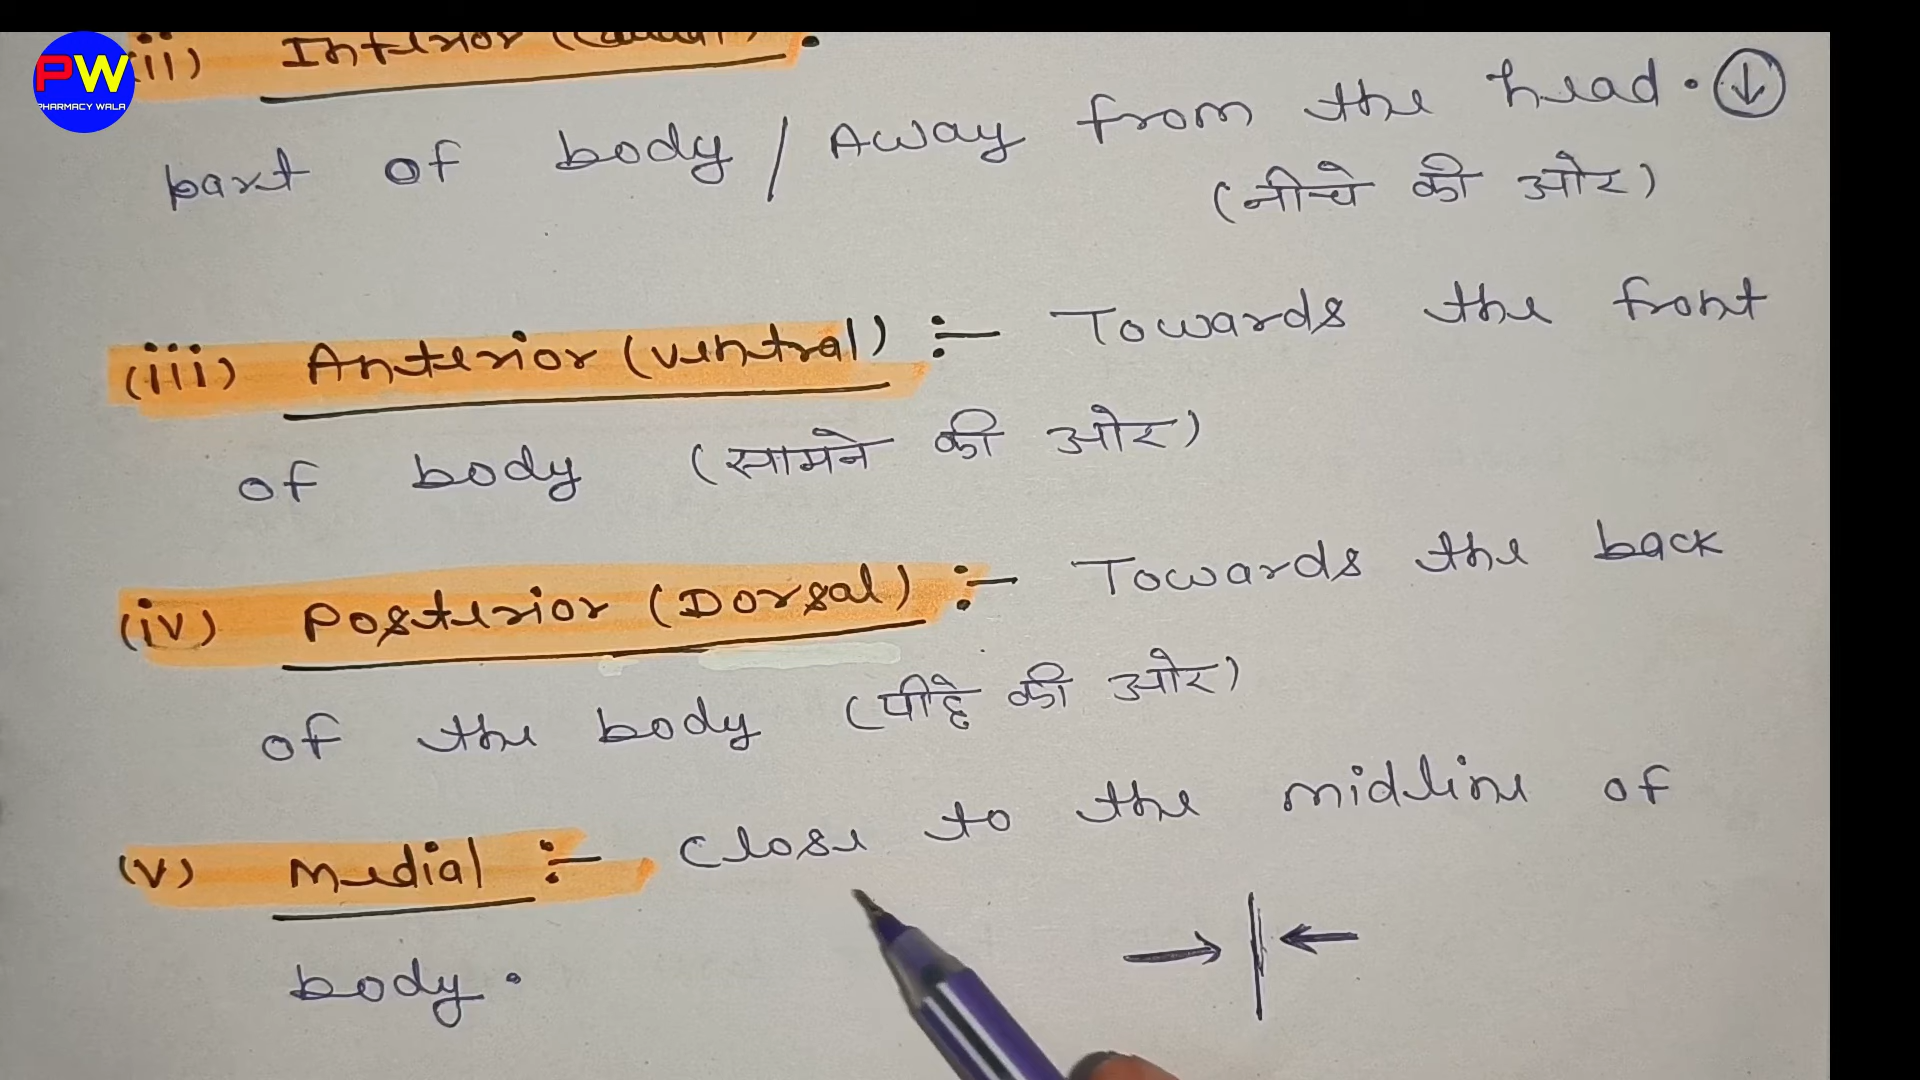 PW
PHARMACY WALA
(ii) Inferior (Caudal)
part of body / Away from the head. ↓
(नीचे की ओर)
(iii) Anterior (ventral) :- Towards the front
of body (सामने की ओर)
(iv) Posterior (Dorsal) :- Towards the back
of the body (पीछे की ओर)
(v) Medial :- Close to the midline of
body.